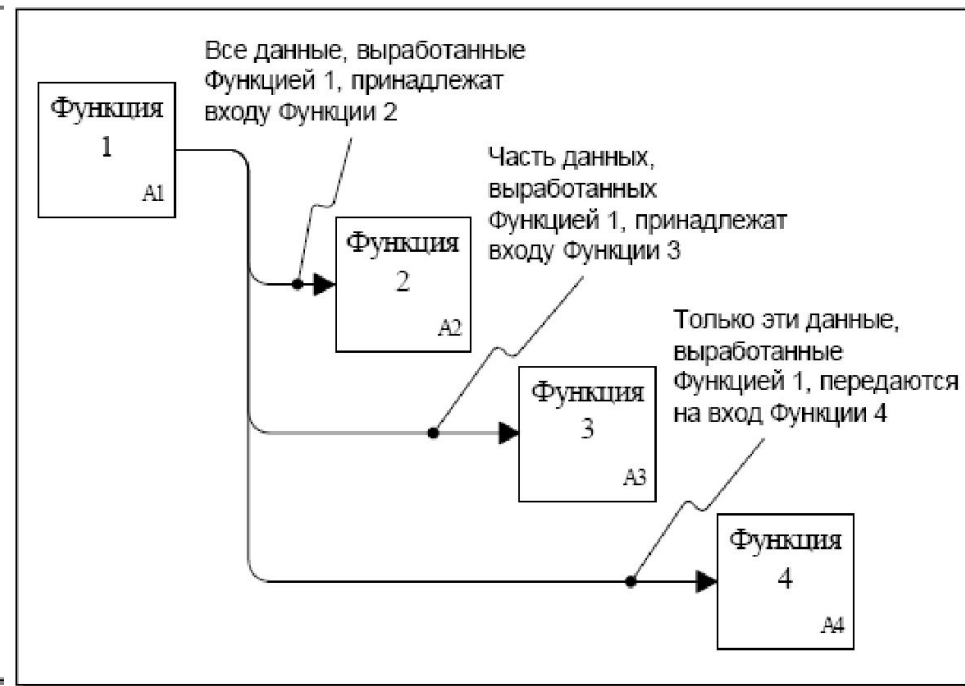 Все данные, выработанные
Функцией 1, принадлежат
входу Функции 2
Функция
1
A1
Часть данных,
выработанных
Функцией 1, принадлежат
входу Функции 3
Функция
2
A2
Только эти данные,
выработанные
Функцией 1, передаются
на вход Функции 4
Функция
3
A3
Функция
4
A4